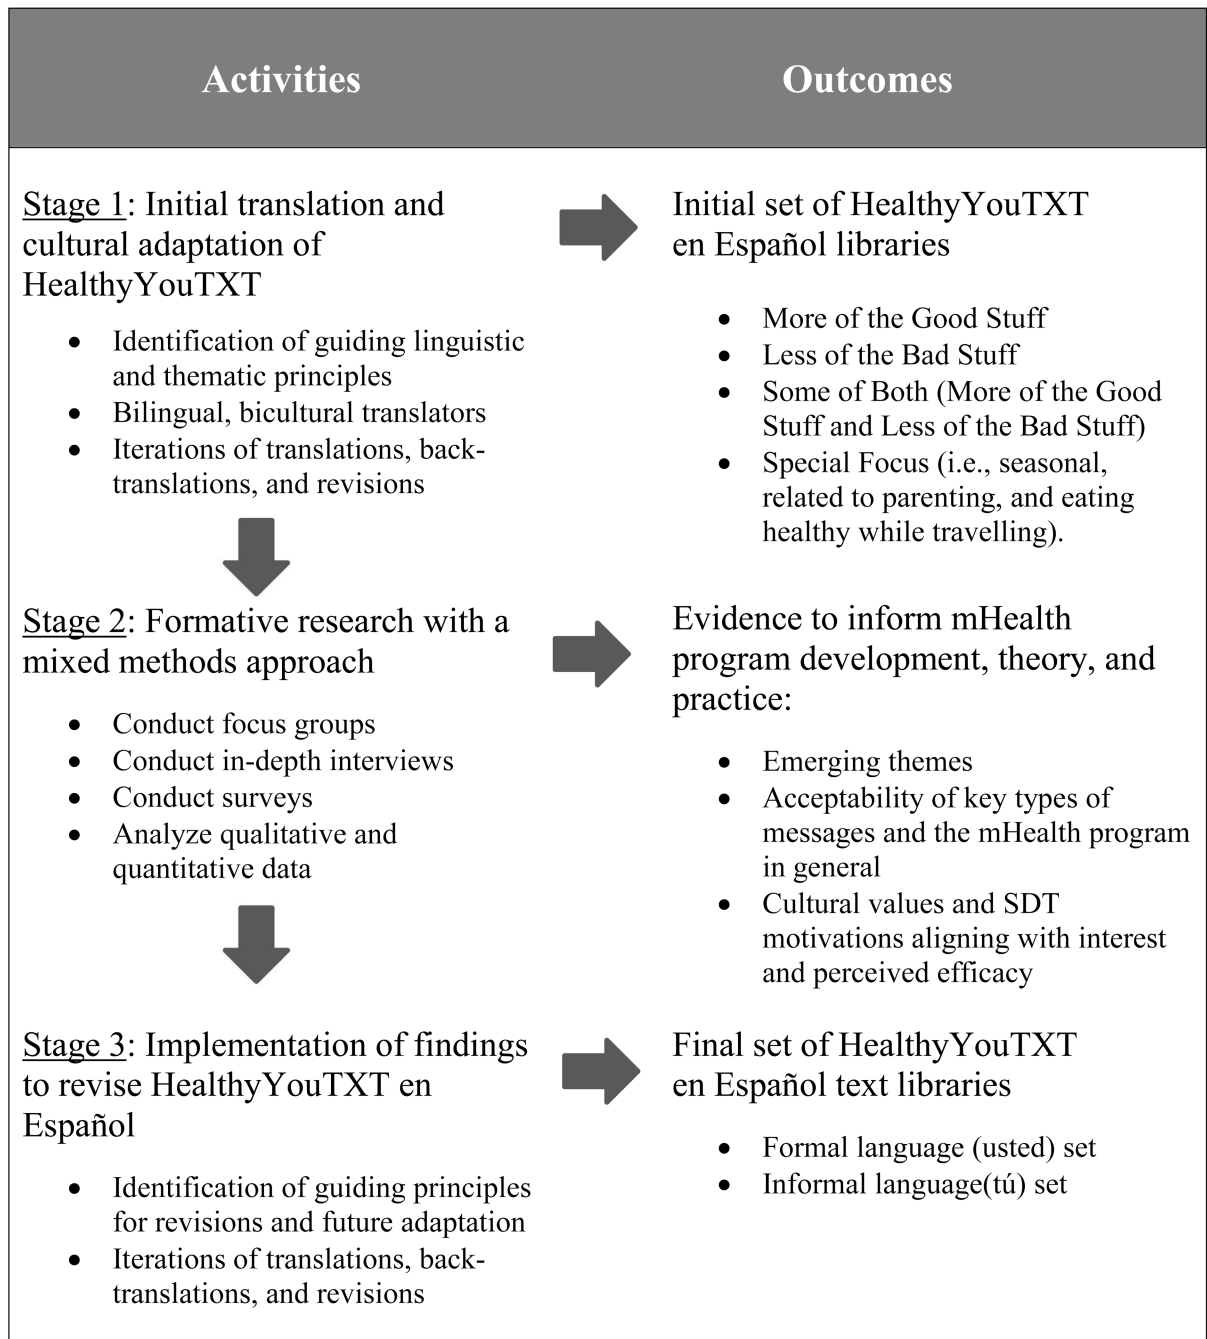 Activities
Outcomes
Stage 1: Initial translation and
cultural adaptation of
HealthyYouTXT
• Identification of guiding linguistic
and thematic principles
• Bilingual, bicultural translators
• Iterations of translations, back-
translations, and revisions
Initial set of HealthyYouTXT
en Español libraries
• More of the Good Stuff
• Less of the Bad Stuff
• Some of Both (More of the Good
Stuff and Less of the Bad Stuff)
• Special Focus (i.e., seasonal,
related to parenting, and eating
healthy while travelling).
Stage 2: Formative research with a
mixed methods approach
• Conduct focus groups
• Conduct in-depth interviews
• Conduct surveys
• Analyze qualitative and
quantitative data
Evidence to inform mHealth
program development, theory, and
practice:
• Emerging themes
• Acceptability of key types of
messages and the mHealth program
in general
• Cultural values and SDT
motivations aligning with interest
and perceived efficacy
Stage 3: Implementation of findings
to revise HealthyYouTXT en
Español
• Identification of guiding principles
for revisions and future adaptation
• Iterations of translations, back-
translations, and revisions
Final set of HealthyYouTXT
en Español text libraries
• Formal language (usted) set
• Informal language(tú) set